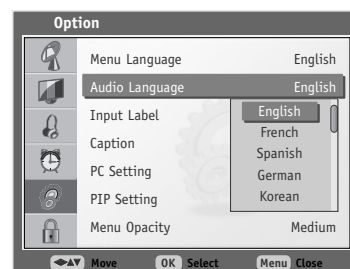 Option
Menu Language English
Audio Language English
Input Label English
Caption French
Spanish
PC Setting German
PIP Setting Korean
Menu Opacity Medium
Move OK Select Menu Close